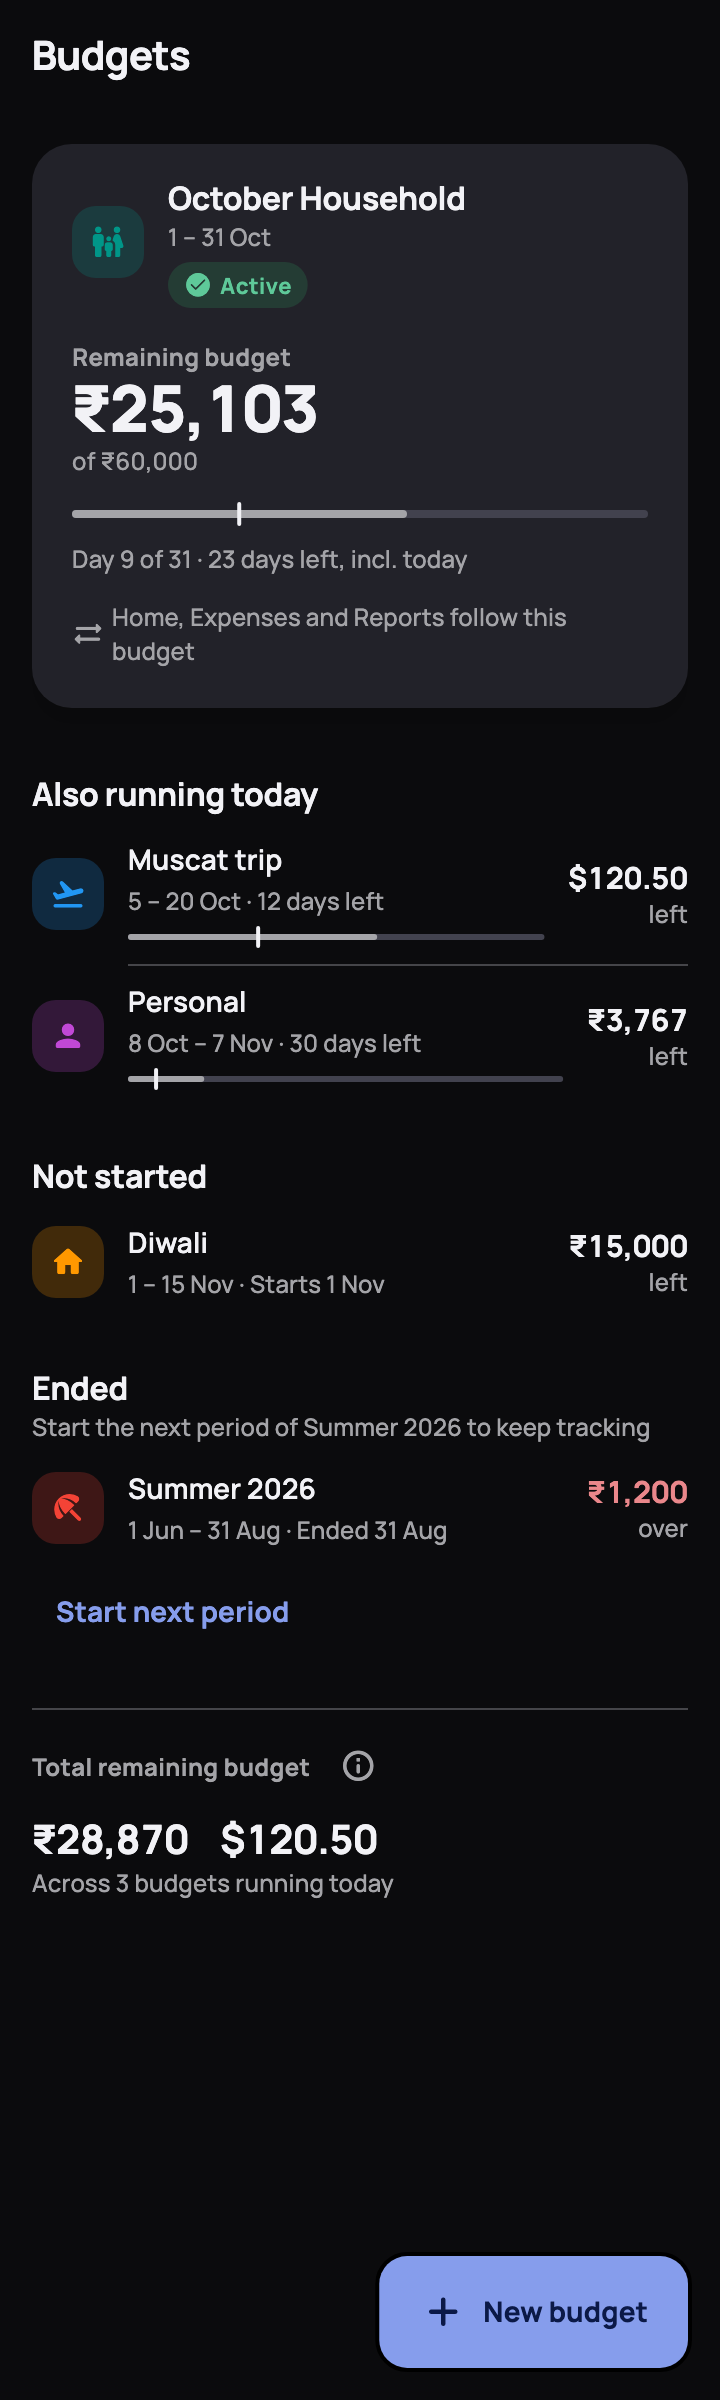 Budgets
October Household
1 – 31 Oct
Active
Remaining budget
₹25,103
of ₹60,000
Day 9 of 31 · 23 days left, incl. today
Home, Expenses and Reports follow this
budget
Also running today
Muscat trip
5 – 20 Oct · 12 days left
$120.50
left
Personal
8 Oct – 7 Nov · 30 days left
₹3,767
left
Not started
Diwali
1 – 15 Nov · Starts 1 Nov
₹15,000
left
Ended
Start the next period of Summer 2026 to keep tracking
Summer 2026
1 Jun – 31 Aug · Ended 31 Aug
₹1,200
over
Start next period
Total remaining budget
₹28,870 $120.50
Across 3 budgets running today
New budget